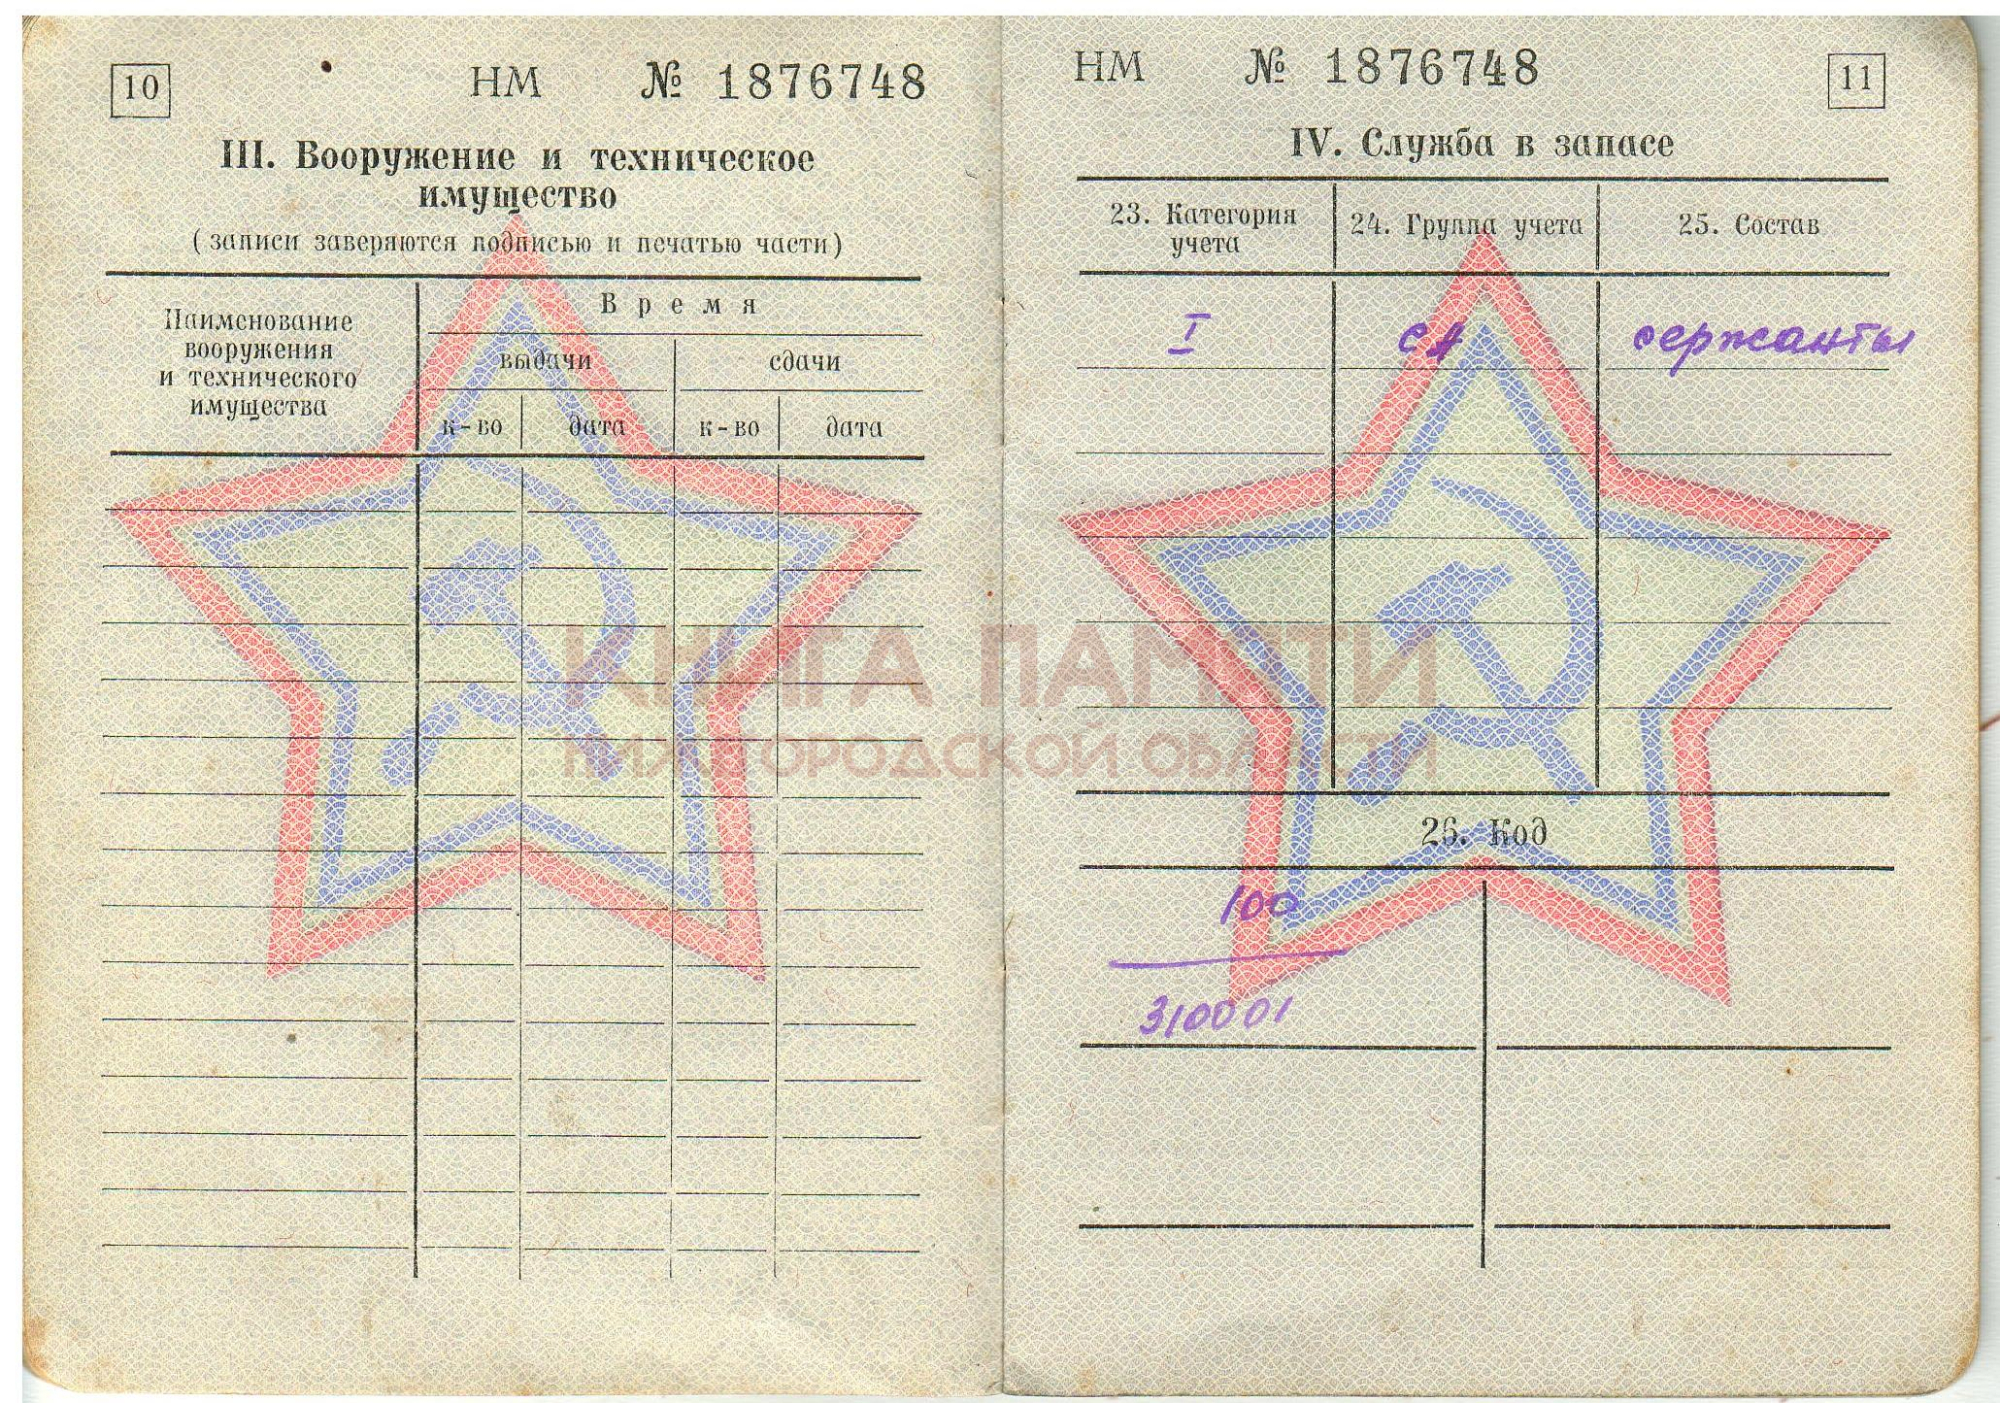 10
НМ № 1876748
III. Вооружение и техническое
имущество
(записи заверяются подписью и печатью части)
Наименование
вооружения
и технического
имущества
Время
выдачи
сдачи
к-во
дата
к-во
дата
НМ № 1876748
11
IV. Служба в запасе
23. Категория
учета
24. Группа учета
25. Состав
I
СА
сержанты
26. Код
100
310001
КНИГА ПАМЯТИ
НИЖЕГОРОДСКОЙ ОБЛАСТИ